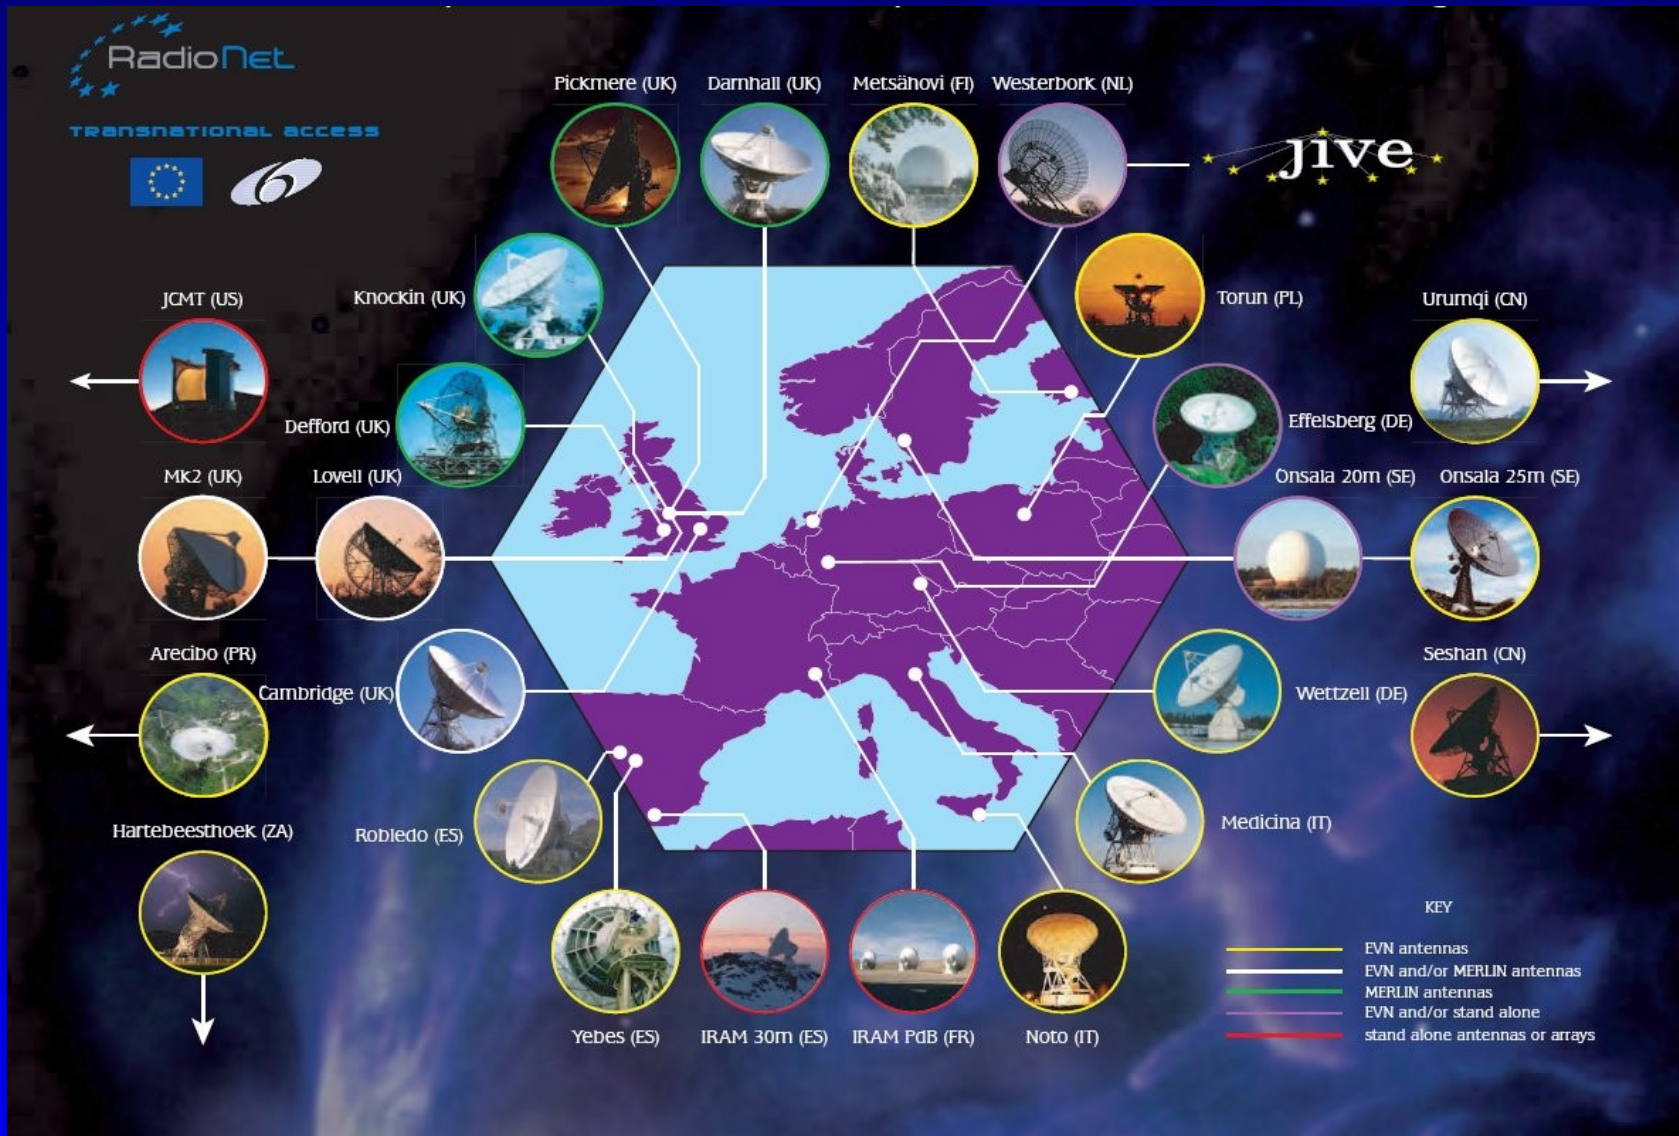 RadioNet
TRANSNATIONAL ACCESS
6
Pickmere (UK)
Darnhall (UK)
Metsähovi (FI)
Westerbork (NL)
jive
JCMT (US)
Knockin (UK)
Torun (PL)
Urumqi (CN)
Defford (UK)
Effelsberg (DE)
Mk2 (UK)
Lovell (UK)
Onsala 20m (SE)
Onsala 25m (SE)
Arecibo (PR)
Cambridge (UK)
Wettzell (DE)
Seshan (CN)
Hartebeesthoek (ZA)
Robledo (ES)
Medicina (IT)
Yebes (ES)
IRAM 30m (ES)
IRAM PdB (FR)
Noto (IT)
KEY
EVN antennas
EVN and/or MERLIN antennas
MERLIN antennas
EVN and/or stand alone
stand alone antennas or arrays